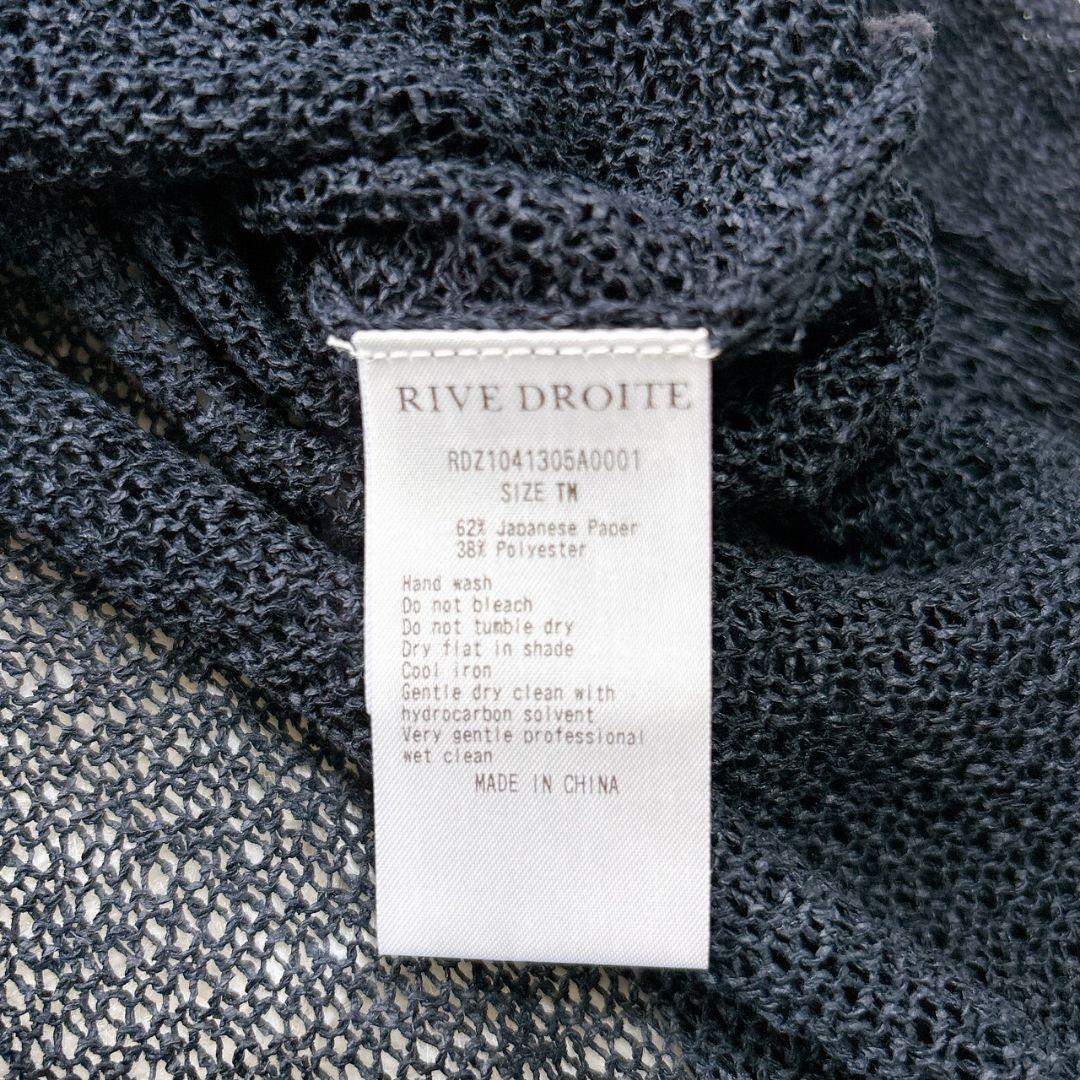 RIVE DROITE
RDZ1041305A0001
SIZE TM
62% Japanese Paper
38% Polyester
Hand wash
Do not bleach
Do not tumble dry
Dry flat in shade
Cool iron
Gentle dry clean with
hydrocarbon solvent
Very gentle professional
wet clean
MADE IN CHINA